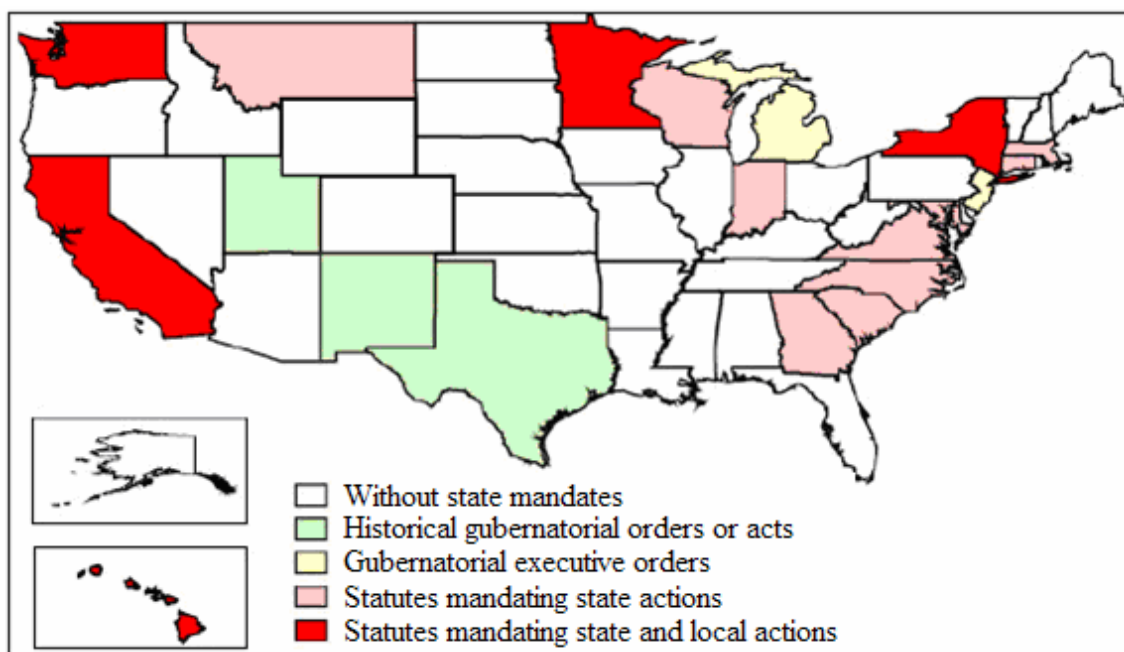 Without state mandates
Historical gubernatorial orders or acts
Gubernatorial executive orders
Statutes mandating state actions
Statutes mandating state and local actions